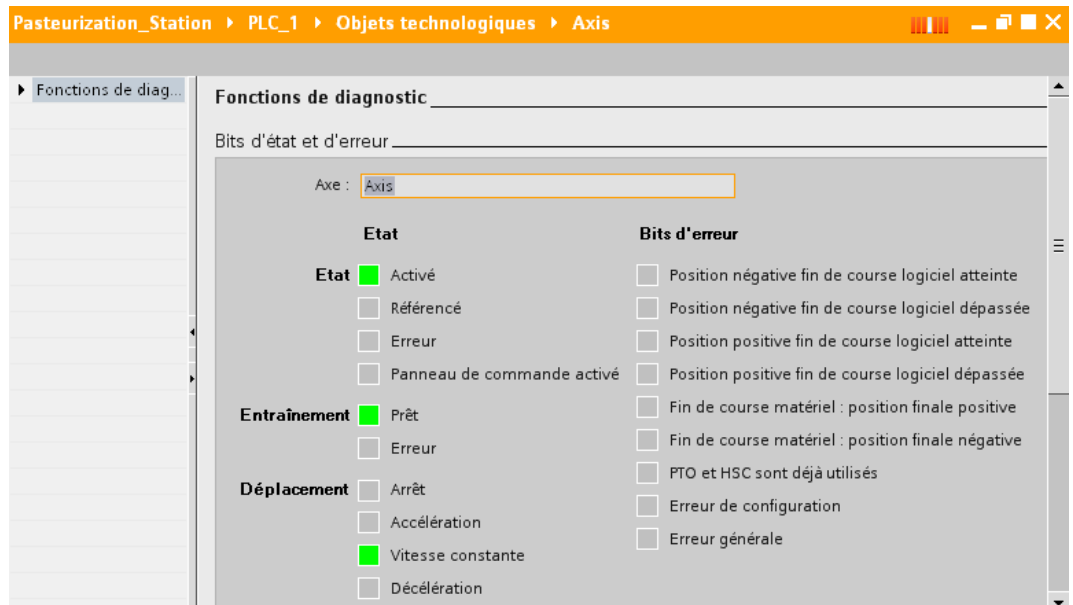 Pasteurization_Station ▸ PLC_1 ▸ Objets technologiques ▸ Axis
Fonctions de diag...
Fonctions de diagnostic
Bits d'état et d'erreur
Axe : Axis
Etat Bits d'erreur
Etat Activé Position négative fin de course logiciel atteinte
Référencé Position négative fin de course logiciel dépassée
Erreur Position positive fin de course logiciel atteinte
Panneau de commande activé Position positive fin de course logiciel dépassée
Entraînement Prêt Fin de course matériel : position finale positive
Erreur Fin de course matériel : position finale négative
PTO et HSC sont déjà utilisés
Déplacement Arrêt Erreur de configuration
Accélération Erreur générale
Vitesse constante
Décélération